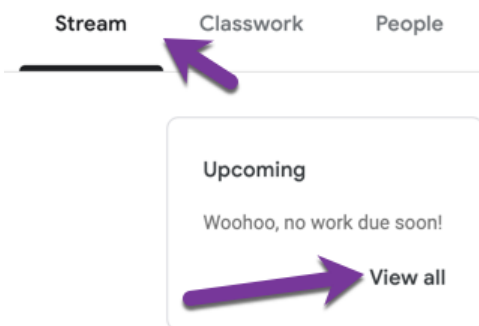 Stream Classwork People
Upcoming
Woohoo, no work due soon!
View all